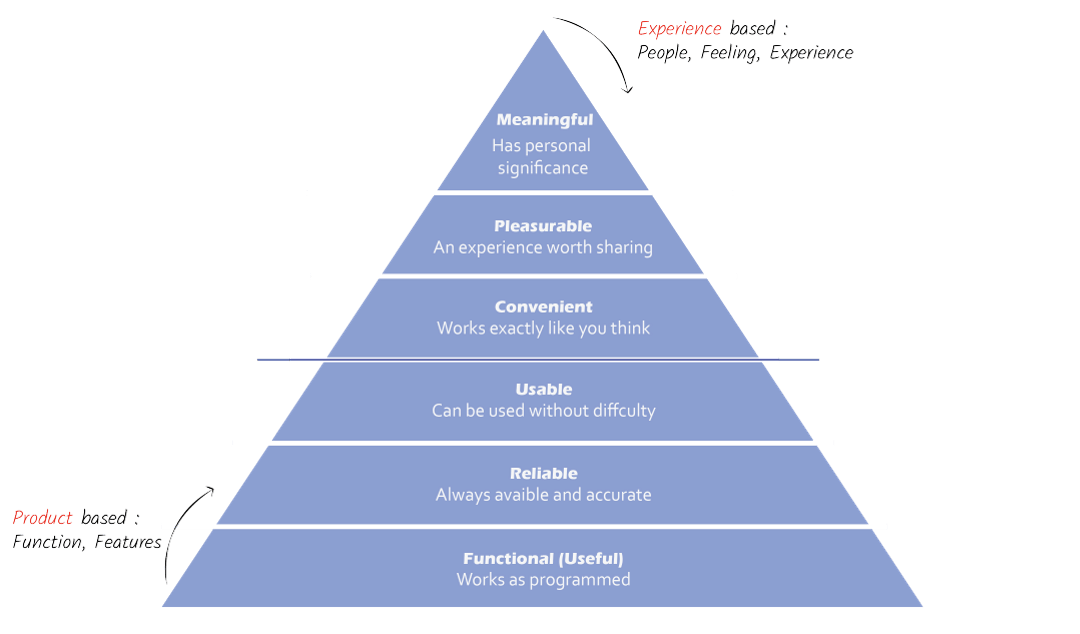 Experience based :
People, Feeling, Experience
Meaningful
Has personal
significance
Pleasurable
An experience worth sharing
Convenient
Works exactly like you think
Usable
Can be used without diffculty
Reliable
Always avaible and accurate
Product based :
Function, Features
Functional (Useful)
Works as programmed